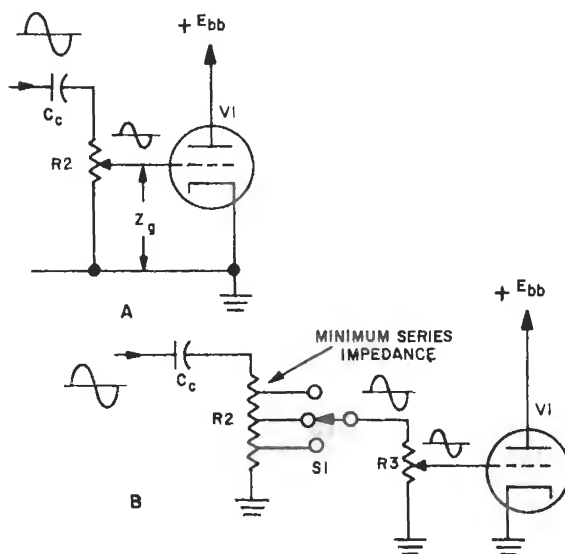 + Ebb
Cc
V1
R2
Zg
A
MINIMUM SERIES
IMPEDANCE
+ Ebb
Cc
R2
V1
S1
R3
B